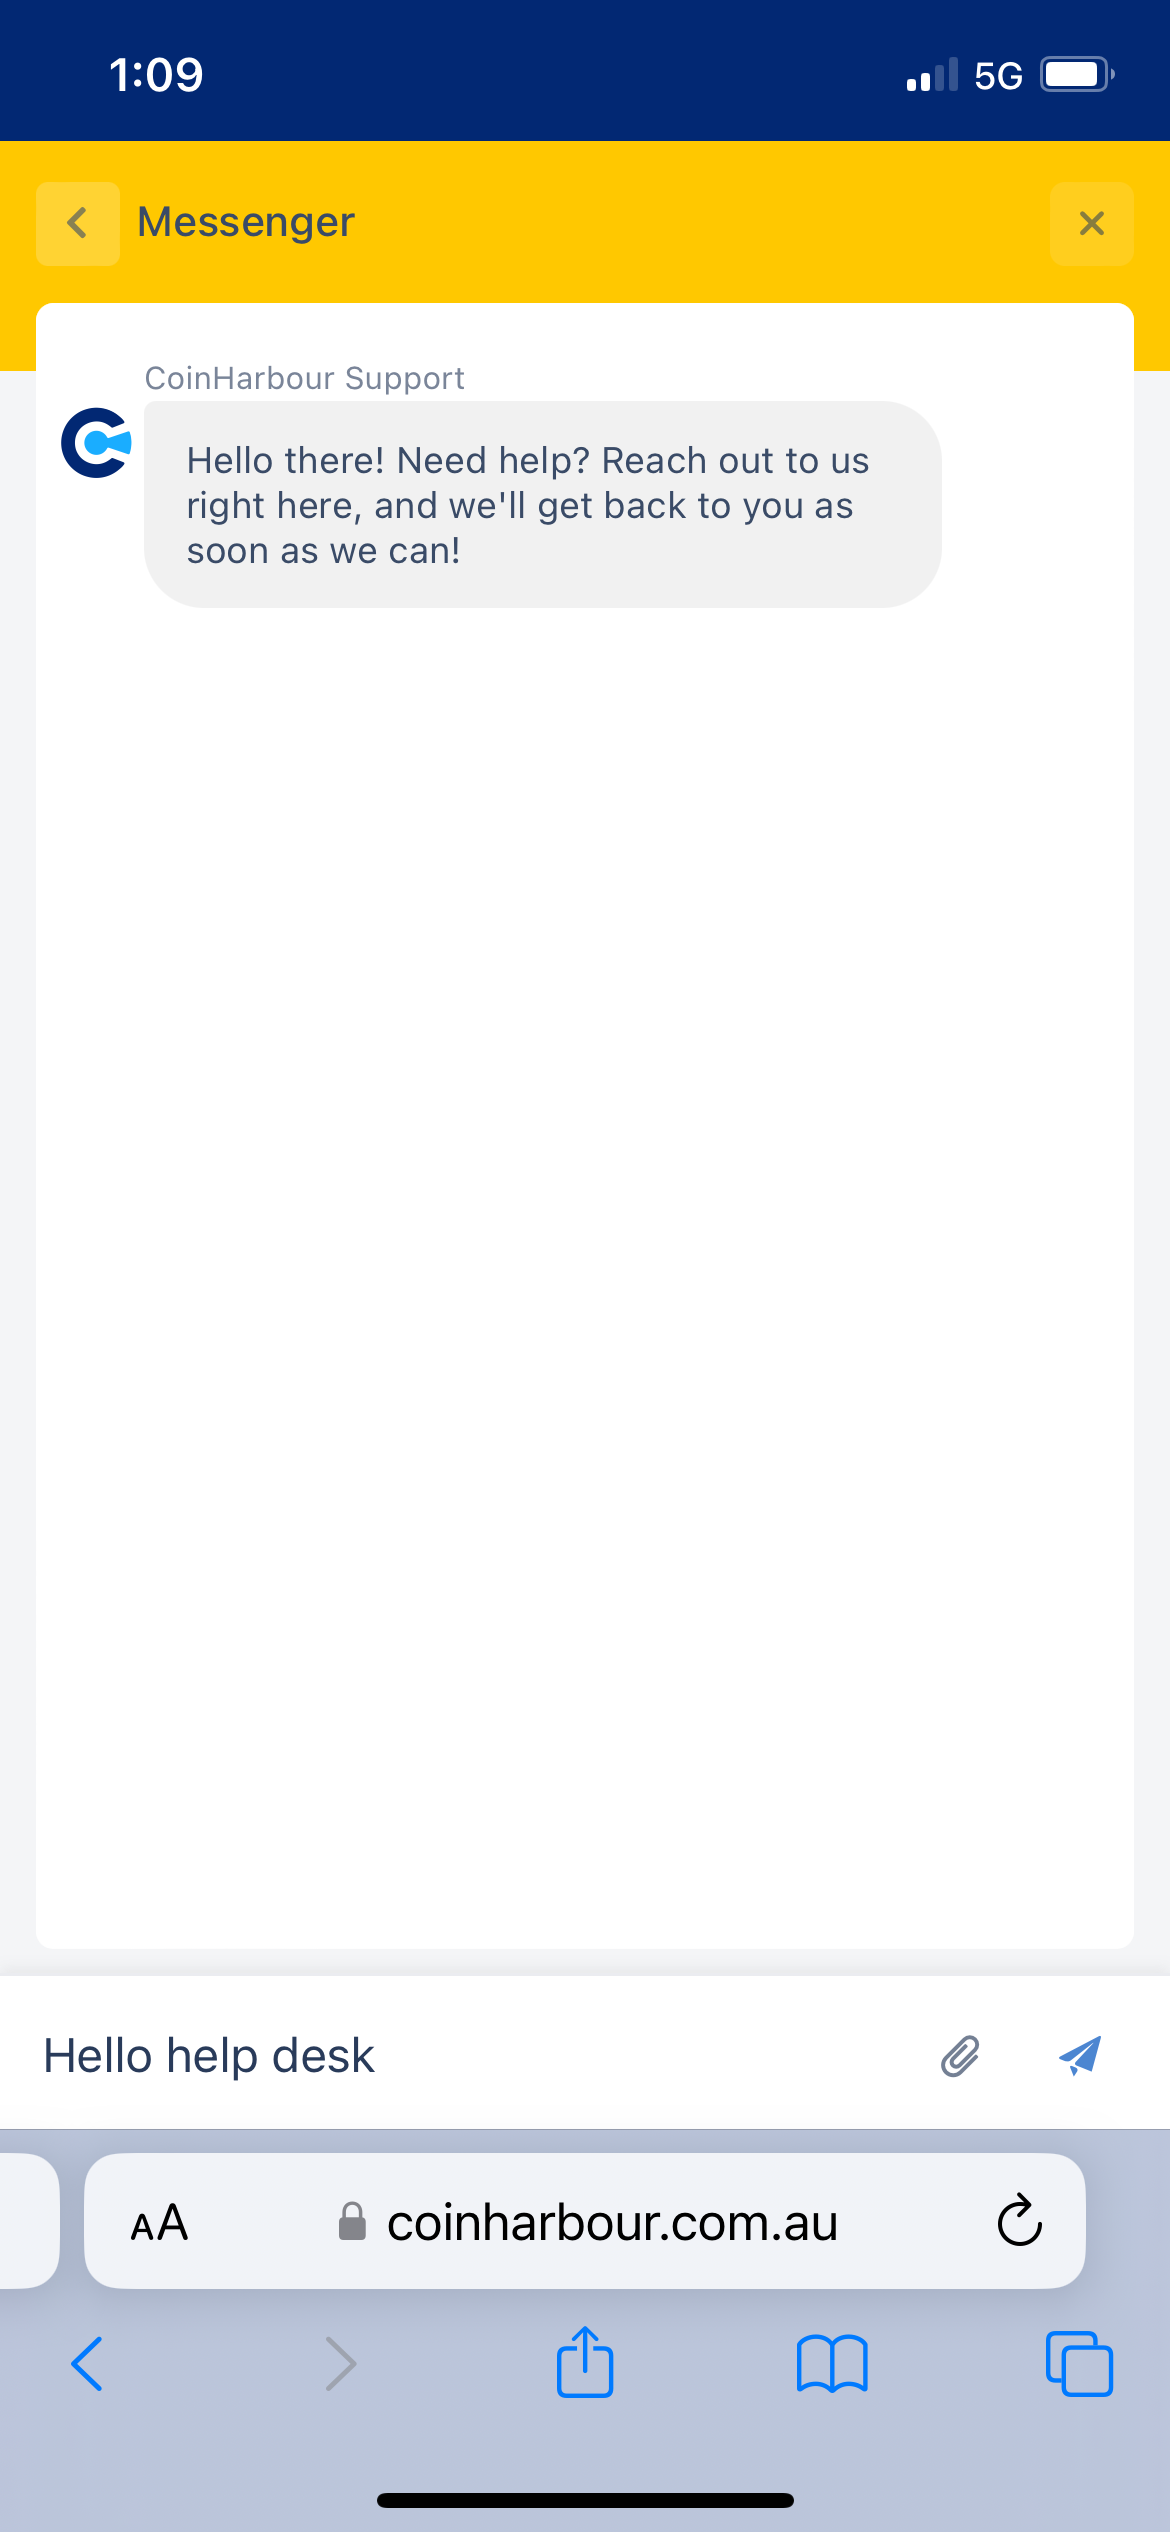 1:09
5G
Messenger
CoinHarbour Support
Hello there! Need help? Reach out to us
right here, and we'll get back to you as
soon as we can!
Hello help desk
AA
coinharbour.com.au